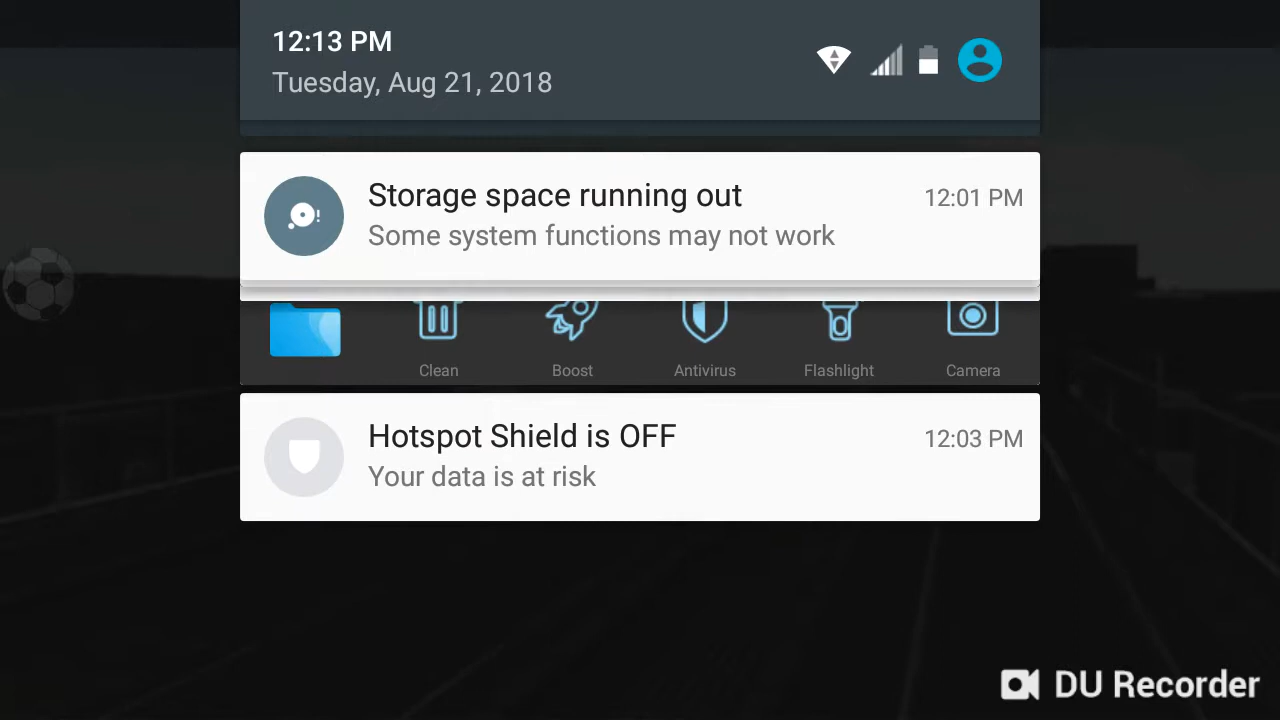 12:13 PM
Tuesday, Aug 21, 2018
Storage space running out 12:01 PM
Some system functions may not work
Clean Boost Antivirus Flashlight Camera
Hotspot Shield is OFF 12:03 PM
Your data is at risk
DU Recorder